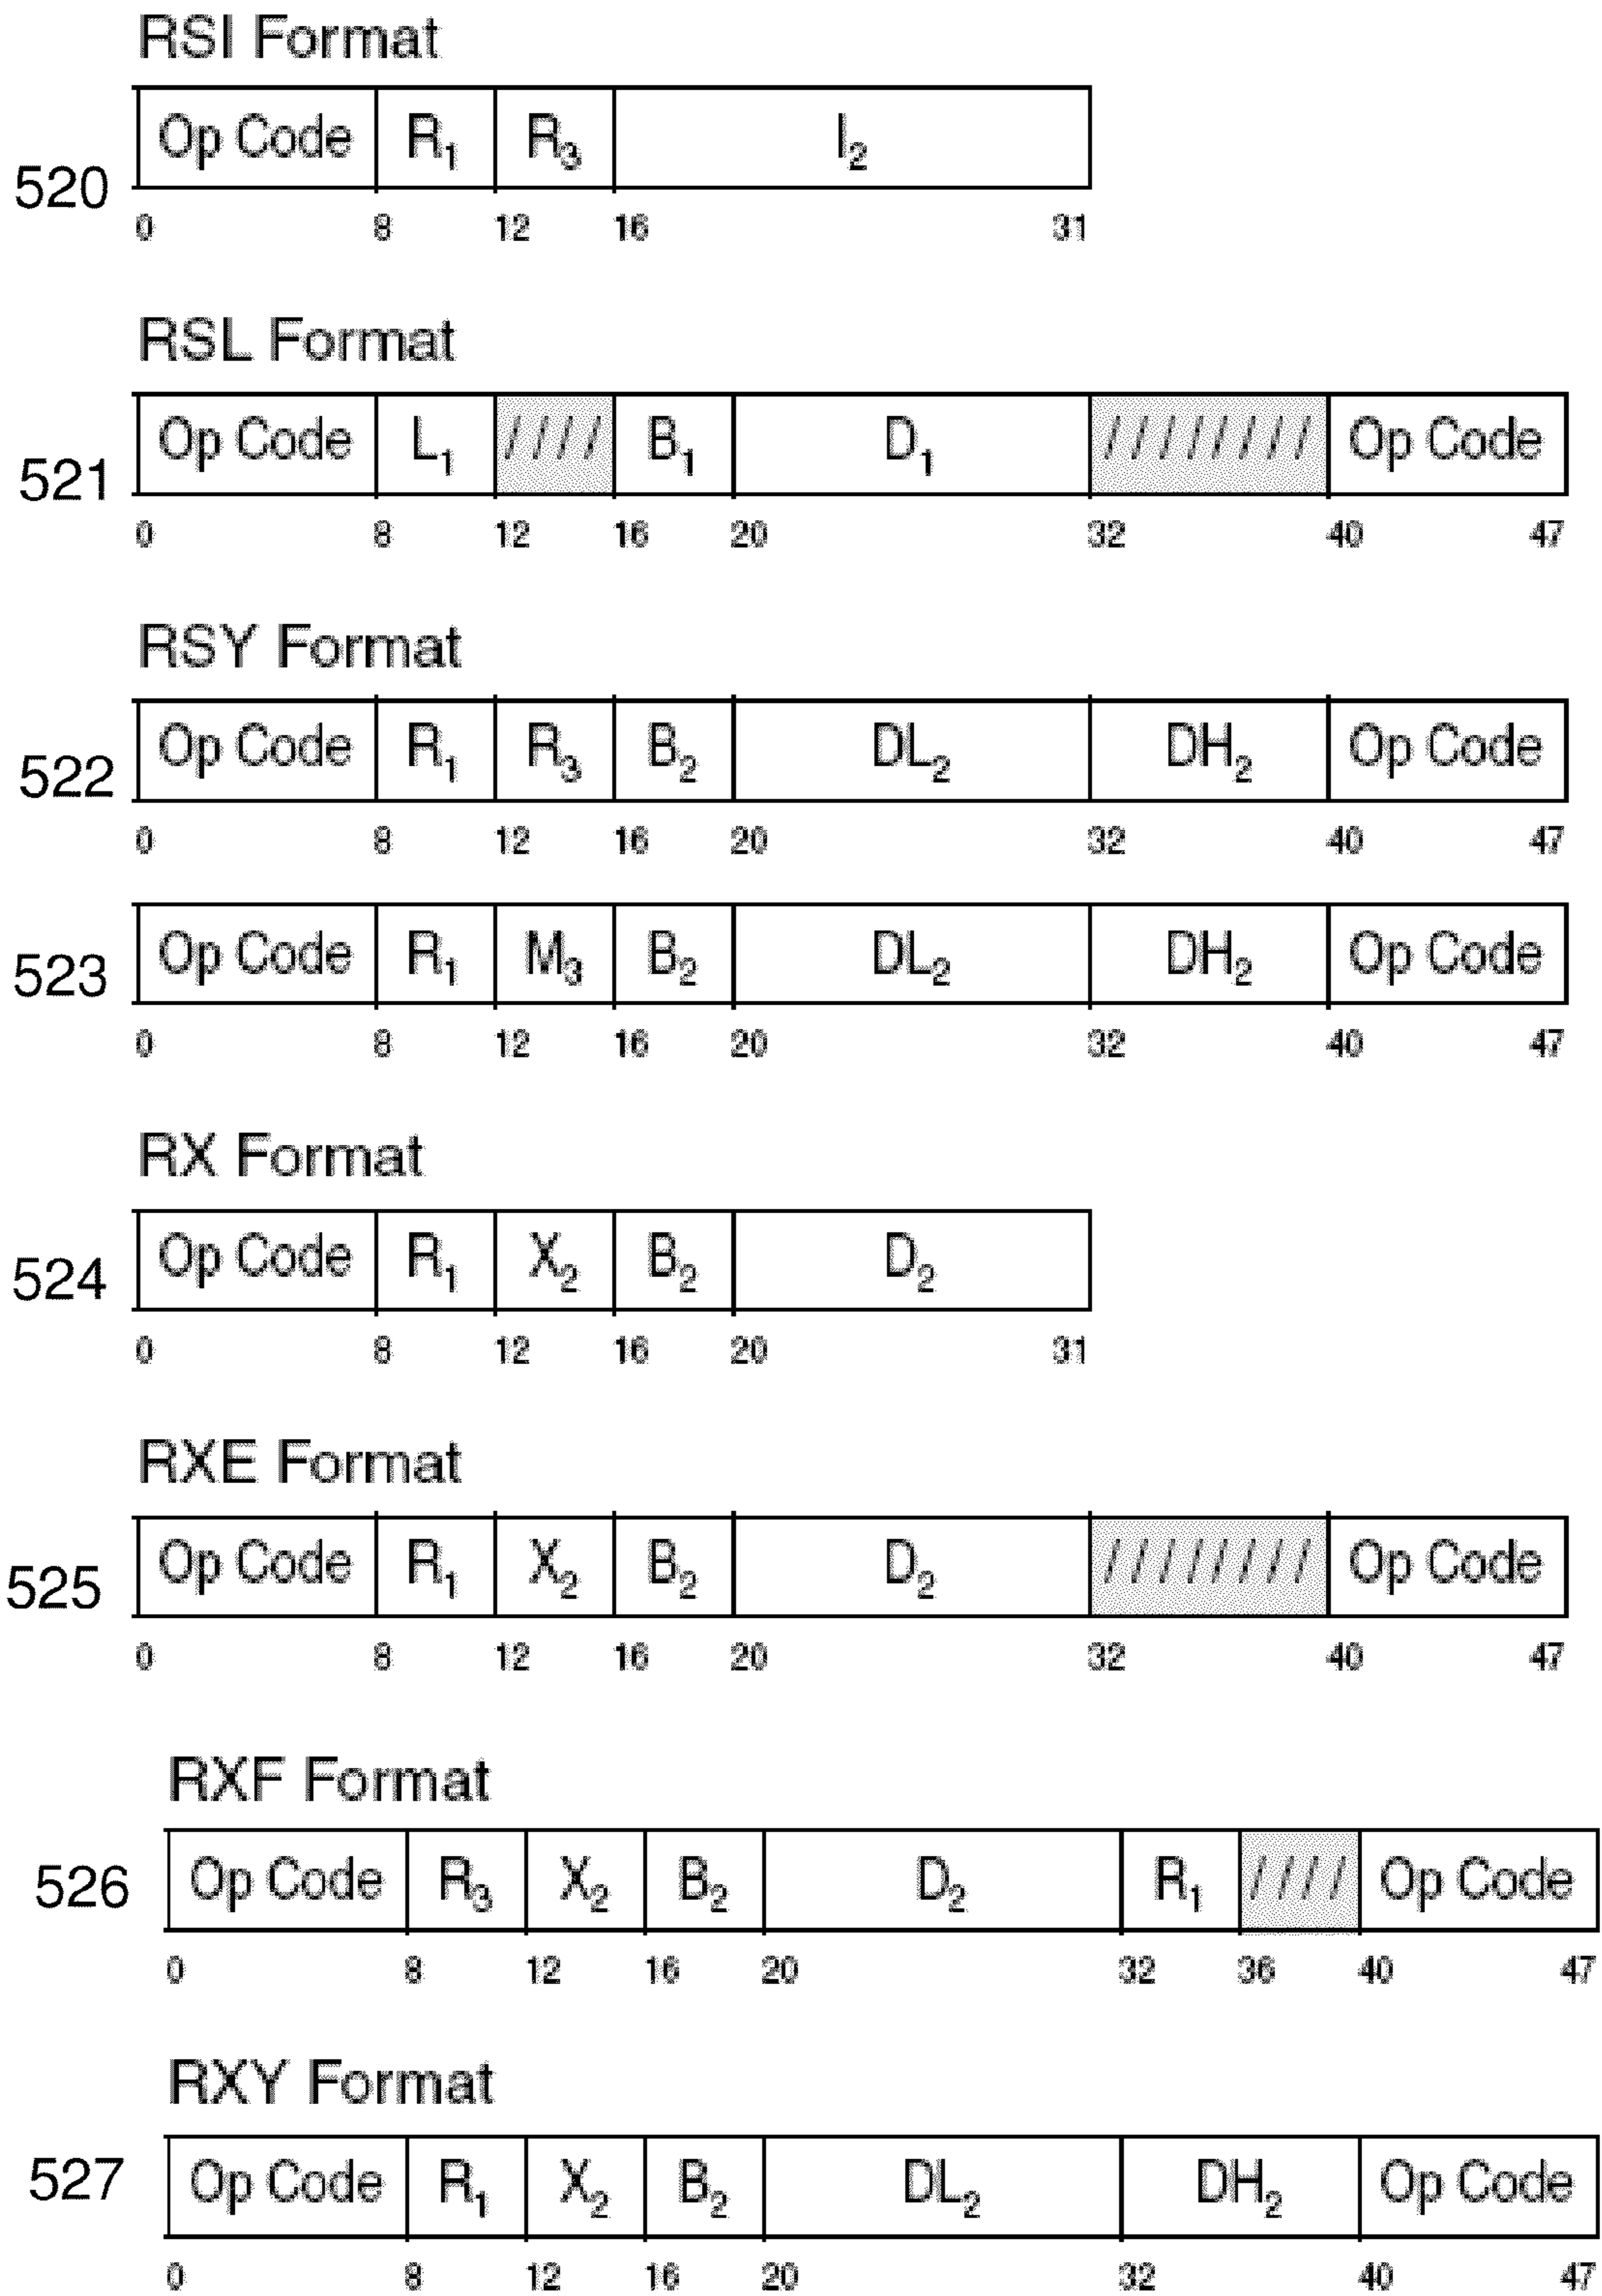 RSI Format
Op Code R₁ R₃ I₂
520
0 8 12 16 31
RSL Format
Op Code L₁ //// B₁ D₁ //////// Op Code
521
0 8 12 16 20 32 40 47
RSY Format
Op Code R₁ R₃ B₂ DL₂ DH₂ Op Code
522
0 8 12 16 20 32 40 47
Op Code R₁ M₃ B₂ DL₂ DH₂ Op Code
523
0 8 12 16 20 32 40 47
RX Format
Op Code R₁ X₂ B₂ D₂
524
0 8 12 16 20 31
RXE Format
Op Code R₁ X₂ B₂ D₂ //////// Op Code
525
0 8 12 16 20 32 40 47
RXF Format
526 Op Code R₃ X₂ B₂ D₂ R₁ //// Op Code
0 8 12 16 20 32 36 40 47
RXY Format
527 Op Code R₁ X₂ B₂ DL₂ DH₂ Op Code
0 8 12 16 20 32 40 47